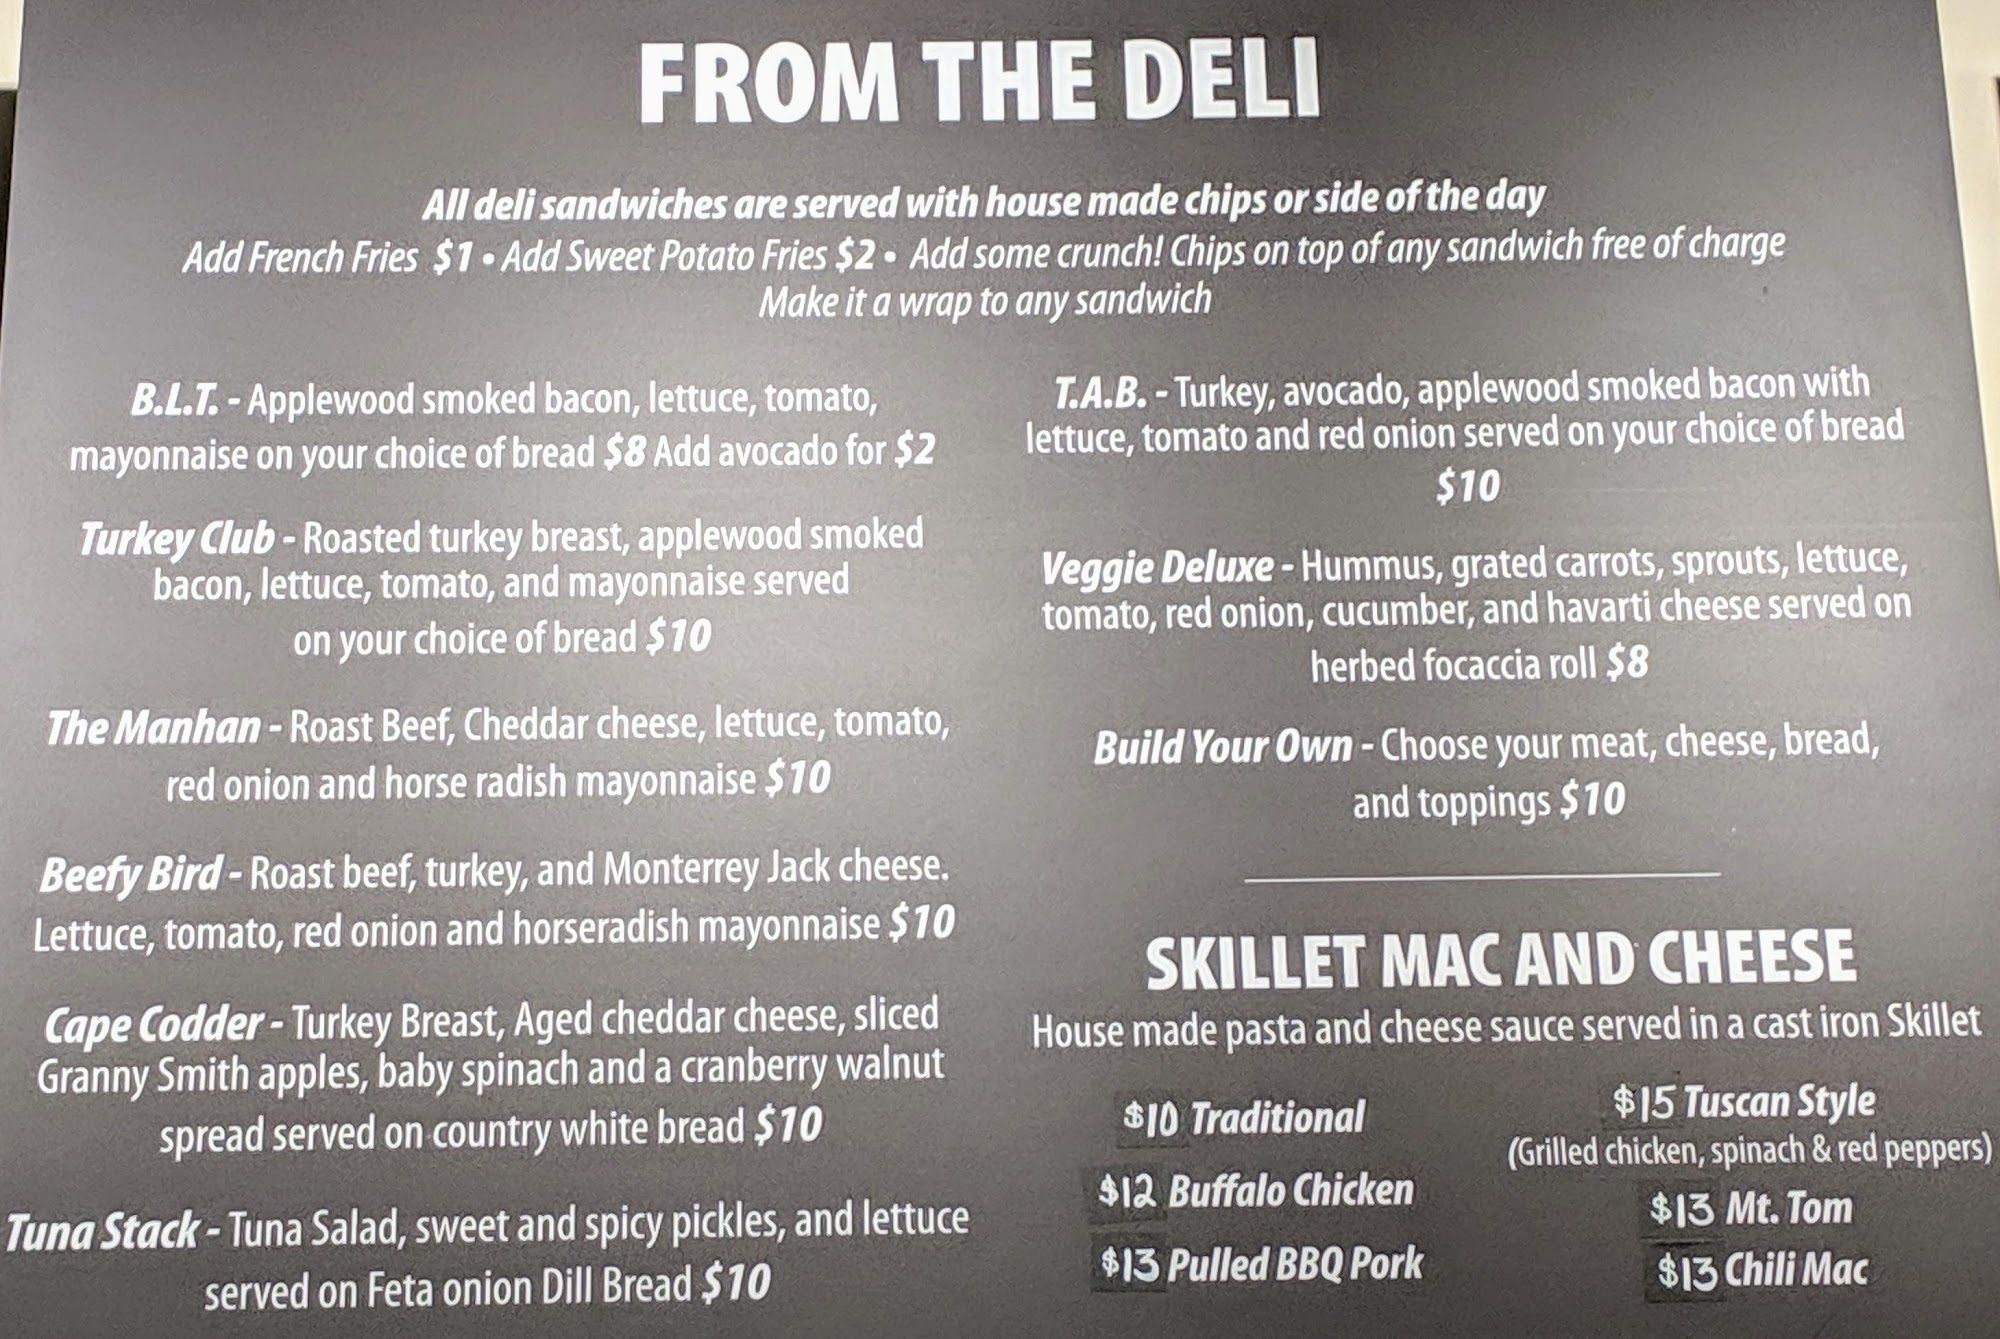 FROM THE DELI
All deli sandwiches are served with house made chips or side of the day
Add French Fries $1 • Add Sweet Potato Fries $2 • Add some crunch! Chips on top of any sandwich free of charge
Make it a wrap to any sandwich
B.L.T. - Applewood smoked bacon, lettuce, tomato,
mayonnaise on your choice of bread $8 Add avocado for $2
Turkey Club - Roasted turkey breast, applewood smoked
bacon, lettuce, tomato, and mayonnaise served
on your choice of bread $10
The Manhan - Roast Beef, Cheddar cheese, lettuce, tomato,
red onion and horse radish mayonnaise $10
Beefy Bird - Roast beef, turkey, and Monterrey Jack cheese.
Lettuce, tomato, red onion and horseradish mayonnaise $10
Cape Codder - Turkey Breast, Aged cheddar cheese, sliced
Granny Smith apples, baby spinach and a cranberry walnut
spread served on country white bread $10
Tuna Stack - Tuna Salad, sweet and spicy pickles, and lettuce
served on Feta onion Dill Bread $10
T.A.B. - Turkey, avocado, applewood smoked bacon with
lettuce, tomato and red onion served on your choice of bread
$10
Veggie Deluxe - Hummus, grated carrots, sprouts, lettuce,
tomato, red onion, cucumber, and havarti cheese served on
herbed focaccia roll $8
Build Your Own - Choose your meat, cheese, bread,
and toppings $10
SKILLET MAC AND CHEESE
House made pasta and cheese sauce served in a cast iron Skillet
$10 Traditional
$12 Buffalo Chicken
$13 Pulled BBQ Pork
$15 Tuscan Style
(Grilled chicken, spinach & red peppers)
$13 Mt. Tom
$13 Chili Mac